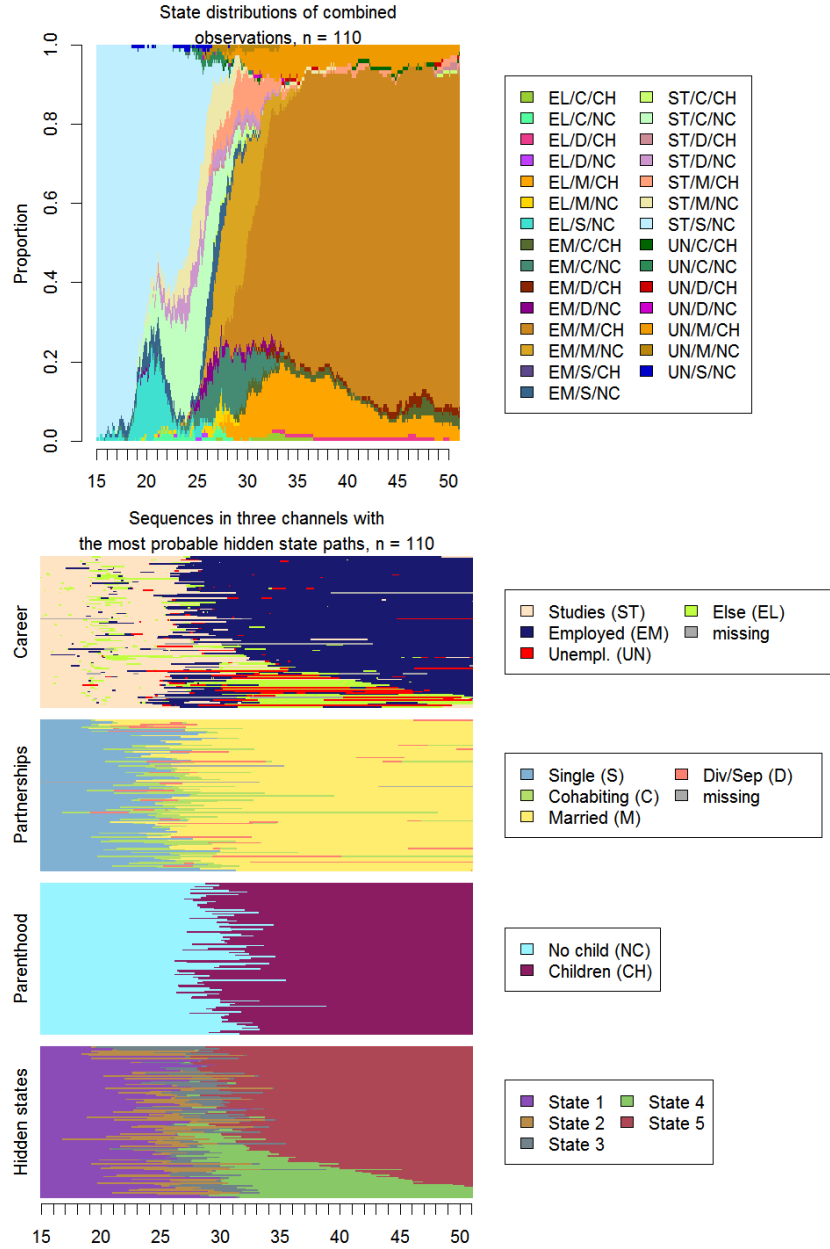 State distributions of combined
observations, n = 110
Proportion
1.0
0.8
0.6
0.4
0.2
0.0
15 20 25 30 35 40 45 50
EL/C/CH
EL/C/NC
EL/D/CH
EL/D/NC
EL/M/CH
EL/M/NC
EL/S/NC
EM/C/CH
EM/C/NC
EM/D/CH
EM/D/NC
EM/M/CH
EM/M/NC
EM/S/CH
EM/S/NC
ST/C/CH
ST/C/NC
ST/D/CH
ST/D/NC
ST/M/CH
ST/M/NC
ST/S/NC
UN/C/CH
UN/C/NC
UN/D/CH
UN/D/NC
UN/M/CH
UN/M/NC
UN/S/NC
Sequences in three channels with
the most probable hidden state paths, n = 110
Career
Studies (ST)
Employed (EM)
Unempl. (UN)
Else (EL)
missing
Partnerships
Single (S)
Cohabiting (C)
Married (M)
Div/Sep (D)
missing
Parenthood
No child (NC)
Children (CH)
Hidden states
State 1
State 2
State 3
State 4
State 5
15 20 25 30 35 40 45 50